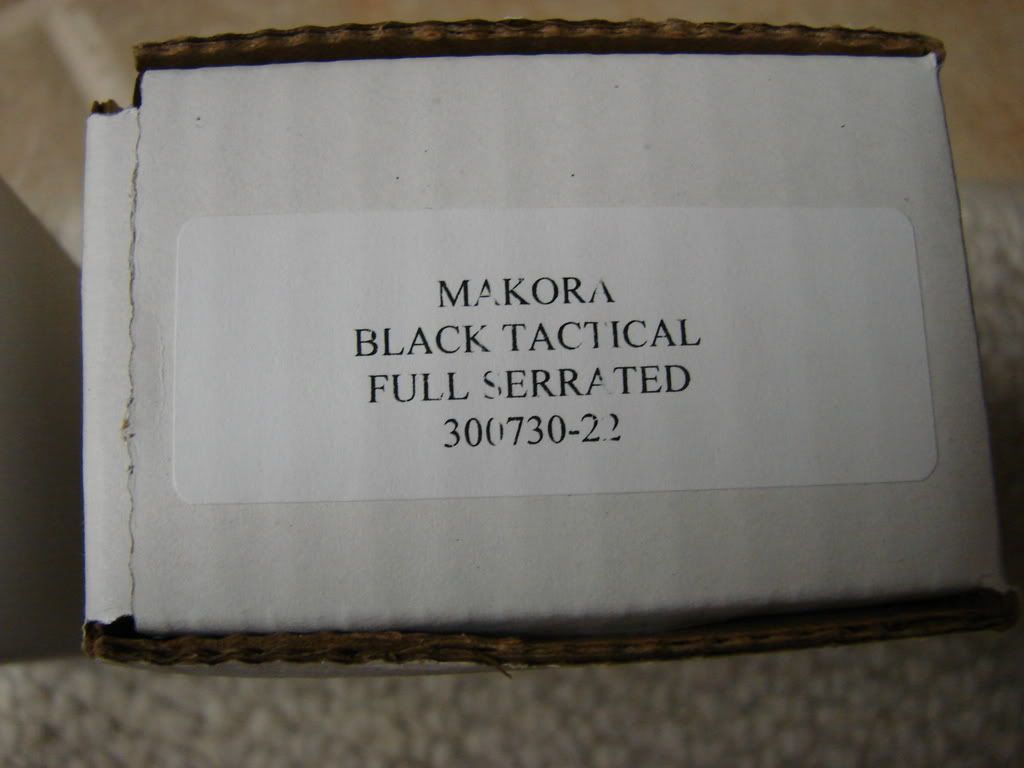 MAKORA
BLACK TACTICAL
FULL SERRATED
300730-22